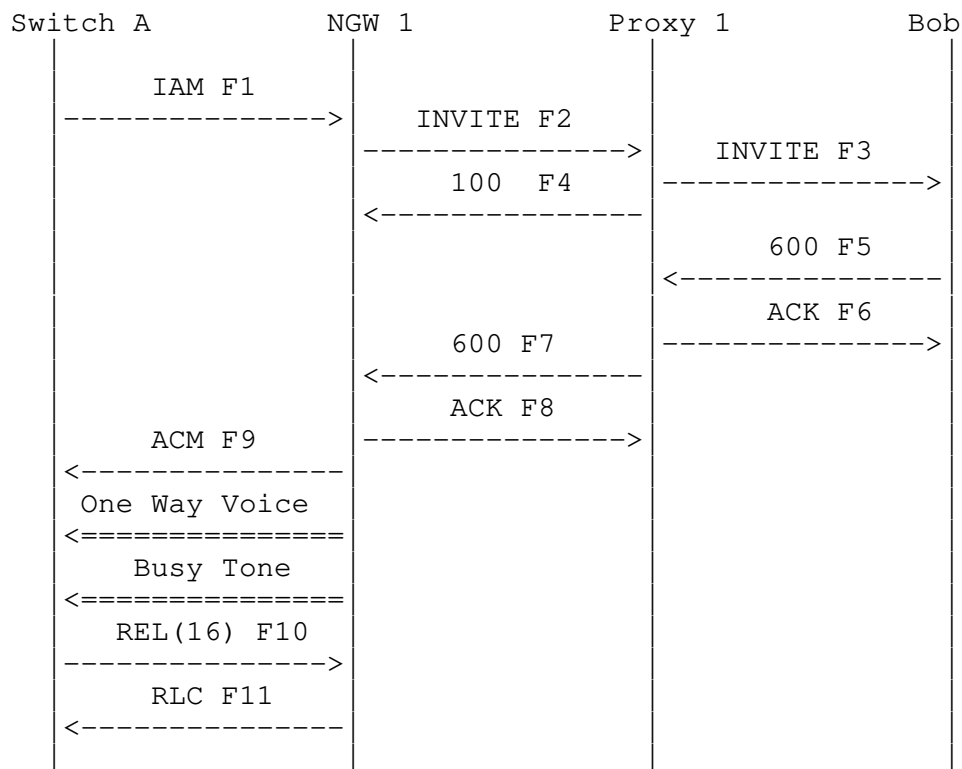 Switch A NGW 1 Proxy 1 Bob
IAM F1
INVITE F2
INVITE F3
100 F4
600 F5
ACK F6
600 F7
ACK F8
ACM F9
One Way Voice
Busy Tone
REL(16) F10
RLC F11